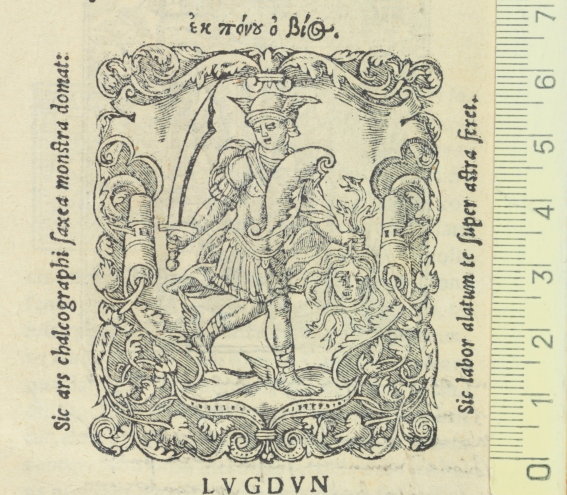 ἐκ πόνου ὁ βίος.
Sic ars chalcographi saxea monstra domat:
Sic labor alatum te super astra feret.
LVGDVN
0 1 2 3 4 5 6 7